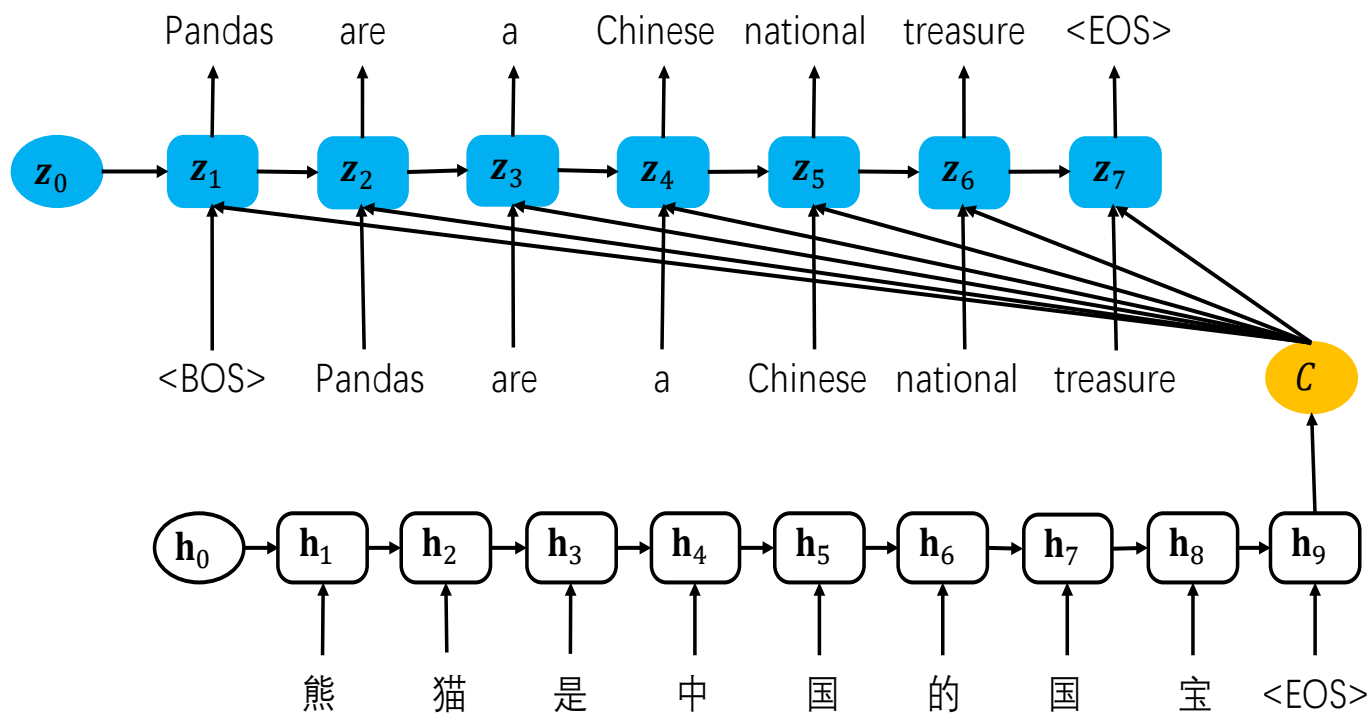 Pandas are a Chinese national treasure <EOS>
z₀ z₁ z₂ z₃ z₄ z₅ z₆ z₇
<BOS> Pandas are a Chinese national treasure C
h₀ h₁ h₂ h₃ h₄ h₅ h₆ h₇ h₈ h₉
熊 猫 是 中 国 的 国 宝 <EOS>